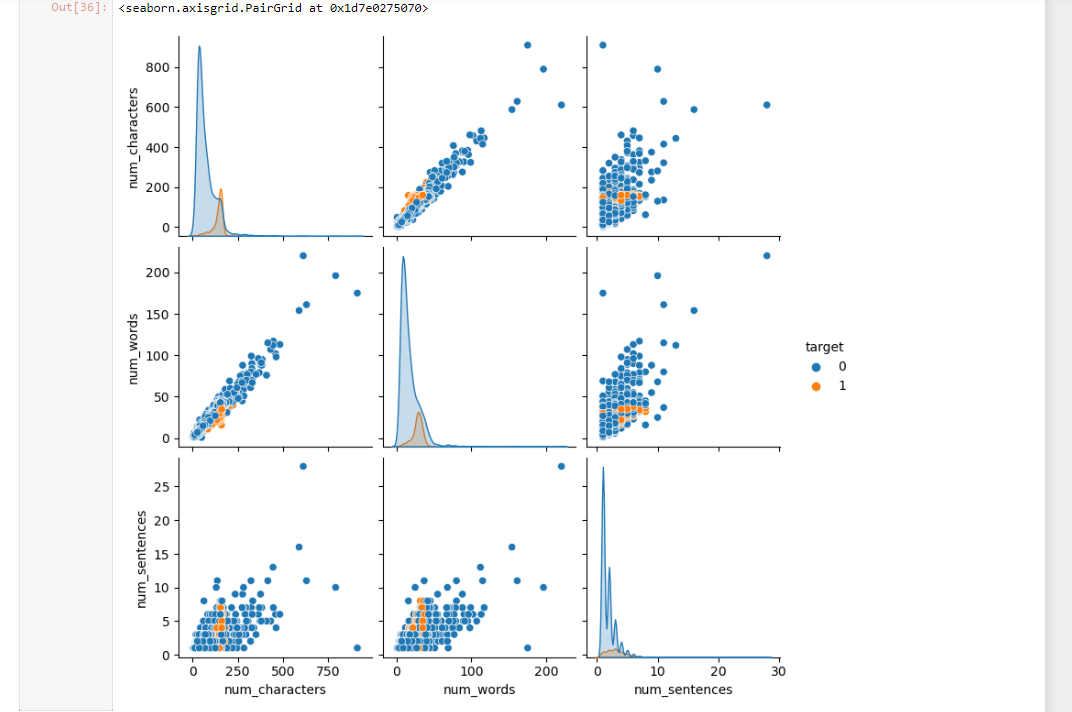 Out[36]: <seaborn.axisgrid.PairGrid at 0x1d7e0275070>
num_characters
800
600
400
200
0
num_words
200
150
100
50
0
target
0
1
num_sentences
25
20
15
10
5
0
0 250 500 750 0 100 200 0 10 20 30
num_characters num_words num_sentences